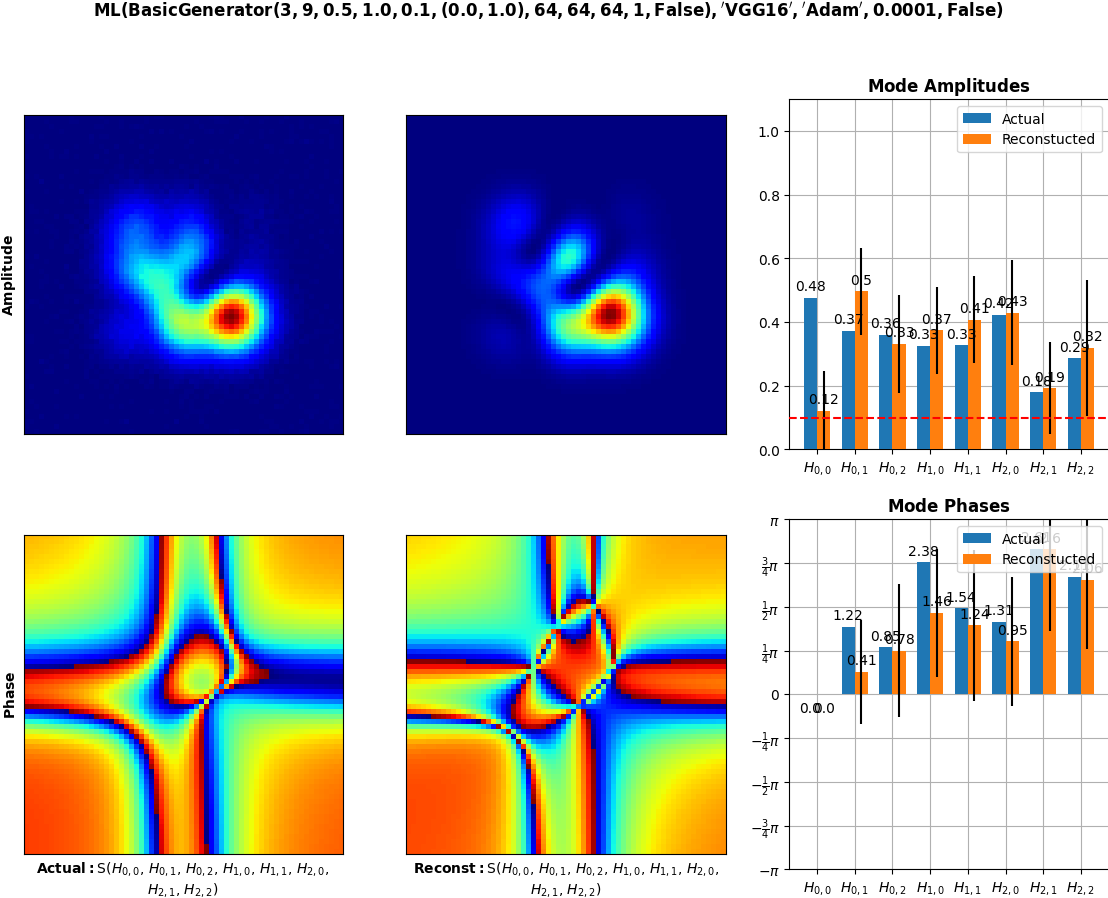 ML(BasicGenerator(3, 9, 0.5, 1.0, 0.1, (0.0, 1.0), 64, 64, 64, 1, False), ′VGG16′, ′Adam′, 0.0001, False)
Amplitude
Mode Amplitudes
Actual
Reconstucted
1.0
0.8
0.6
0.4
0.2
0.0
0.48 0.37 0.36 0.33 0.33 0.42 0.18 0.29
0.12 0.5 0.33 0.37 0.41 0.43 0.19 0.32
H0,0 H0,1 H0,2 H1,0 H1,1 H2,0 H2,1 H2,2
Phase
Actual: S(H0,0, H0,1, H0,2, H1,0, H1,1, H2,0,
H2,1, H2,2)
Reconst: S(H0,0, H0,1, H0,2, H1,0, H1,1, H2,0,
H2,1, H2,2)
Mode Phases
Actual
Reconstucted
π
3/4π
1/2π
1/4π
0
−1/4π
−1/2π
−3/4π
−π
0.0 1.22 0.85 2.38 1.54 1.31
0.0 0.41 0.78 1.46 1.24 0.95
H0,0 H0,1 H0,2 H1,0 H1,1 H2,0 H2,1 H2,2